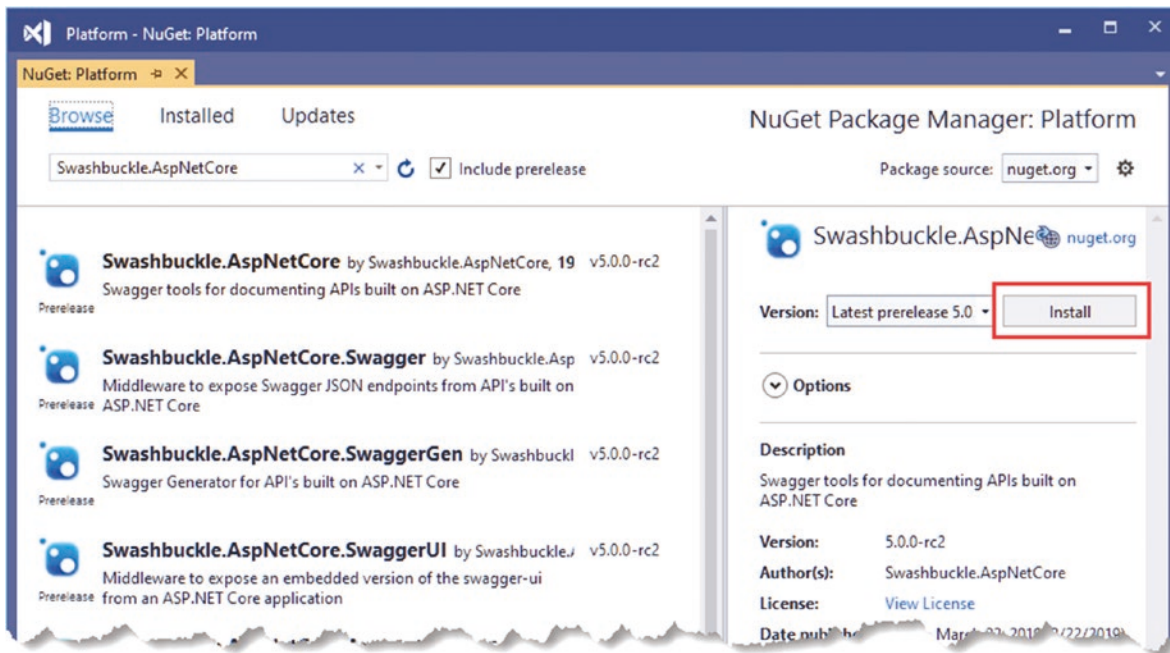 Platform - NuGet: Platform
NuGet: Platform
Browse Installed Updates
NuGet Package Manager: Platform
Swashbuckle.AspNetCore
Include prerelease
Package source: nuget.org
Swashbuckle.AspNetCore by Swashbuckle.AspNetCore, 19 v5.0.0-rc2
Swagger tools for documenting APIs built on ASP.NET Core
Prerelease
Swashbuckle.AspNetCore.Swagger by Swashbuckle.Asp v5.0.0-rc2
Middleware to expose Swagger JSON endpoints from API's built on
Prerelease ASP.NET Core
Swashbuckle.AspNetCore.SwaggerGen by Swashbuckl v5.0.0-rc2
Swagger Generator for API's built on ASP.NET Core
Prerelease
Swashbuckle.AspNetCore.SwaggerUI by Swashbuckle. v5.0.0-rc2
Middleware to expose an embedded version of the swagger-ui
Prerelease from an ASP.NET Core application
Swashbuckle.AspNe nuget.org
Version: Latest prerelease 5.0 Install
Options
Description
Swagger tools for documenting APIs built on
ASP.NET Core
Version: 5.0.0-rc2
Author(s): Swashbuckle.AspNetCore
License: View License
Date